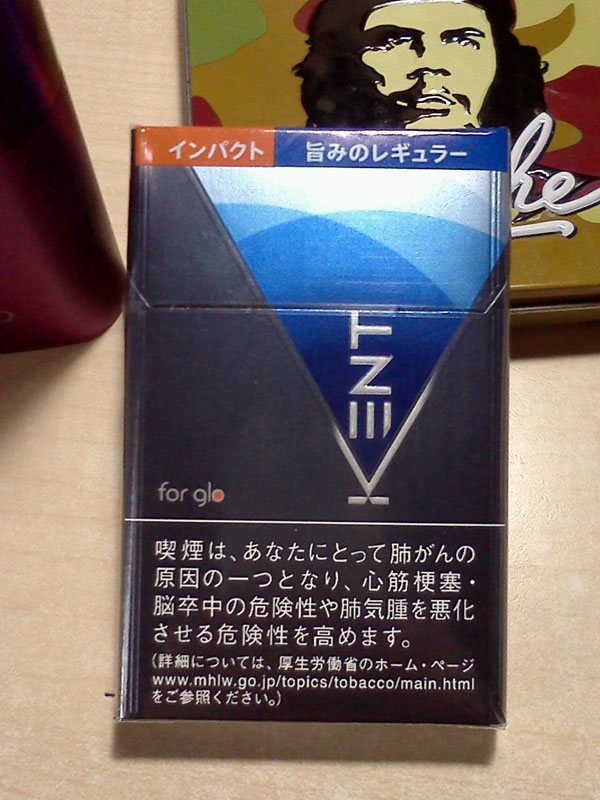 インパクト 旨みのレギュラー
he
KENT
for glo
喫煙は、あなたにとって肺がんの
原因の一つとなり、心筋梗塞・
脳卒中の危険性や肺気腫を悪化
させる危険性を高めます。
(詳細については、厚生労働省のホーム・ページ
www.mhlw.go.jp/topics/tobacco/main.html
をご参照ください。)